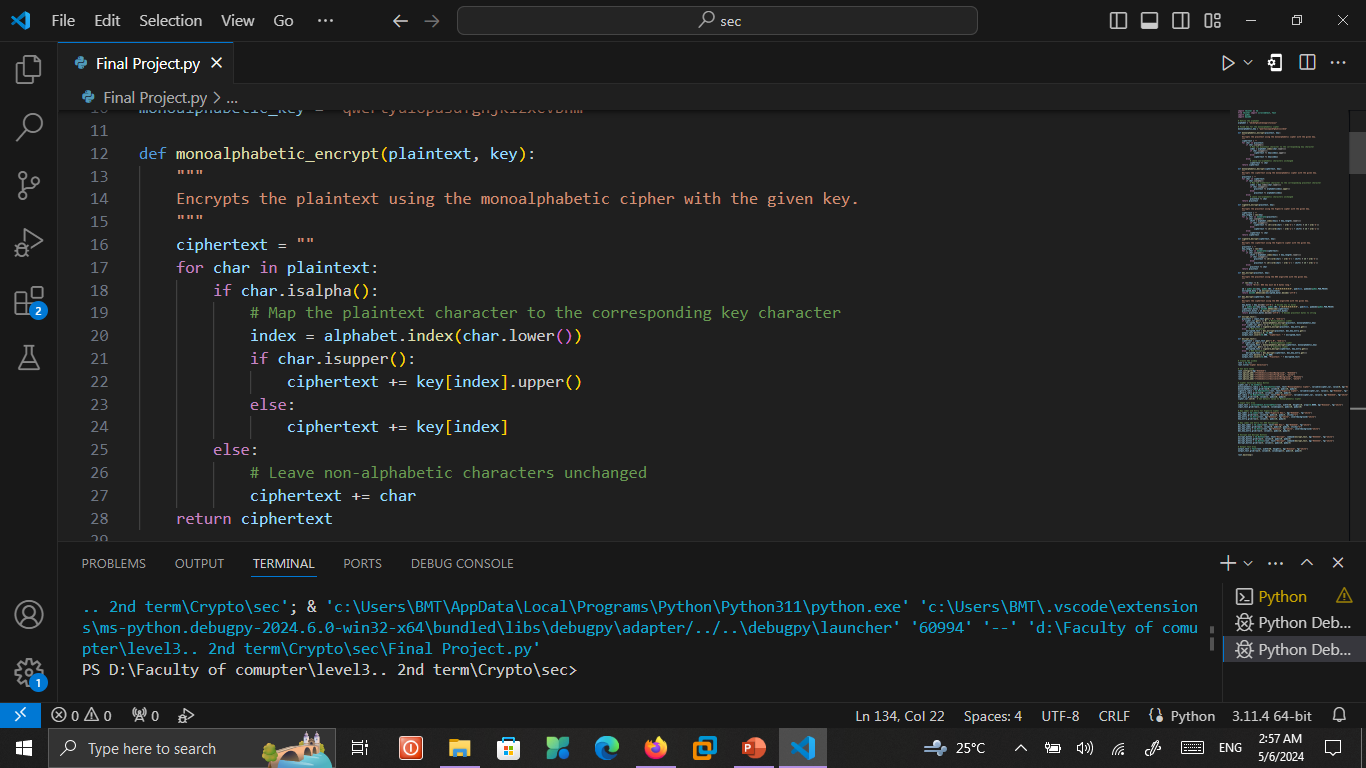 File Edit Selection View Go ··· sec
Final Project.py
Final Project.py > ...
11
12 def monoalphabetic_encrypt(plaintext, key):
13 """
14 Encrypts the plaintext using the monoalphabetic cipher with the given key.
15 """
16 ciphertext = ""
17 for char in plaintext:
18 if char.isalpha():
19 # Map the plaintext character to the corresponding key character
20 index = alphabet.index(char.lower())
21 if char.isupper():
22 ciphertext += key[index].upper()
23 else:
24 ciphertext += key[index]
25 else:
26 # Leave non-alphabetic characters unchanged
27 ciphertext += char
28 return ciphertext
29
2
PROBLEMS OUTPUT TERMINAL PORTS DEBUG CONSOLE
.. 2nd term\Crypto\sec'; & 'c:\Users\BMT\AppData\Local\Programs\Python\Python311\python.exe' 'c:\Users\BMT\.vscode\extension
s\ms-python.debugpy-2024.6.0-win32-x64\bundled\libs\debugpy\adapter/../..\debugpy\launcher' '60994' '--' 'd:\Faculty of comu
pter\level3.. 2nd term\Crypto\sec\Final Project.py'
PS D:\Faculty of comupter\level3.. 2nd term\Crypto\sec>
Python
Python Deb...
Python Deb...
1
0 0 0 Ln 134, Col 22 Spaces: 4 UTF-8 CRLF Python 3.11.4 64-bit
Type here to search 25°C ENG 2:57 AM
5/6/2024